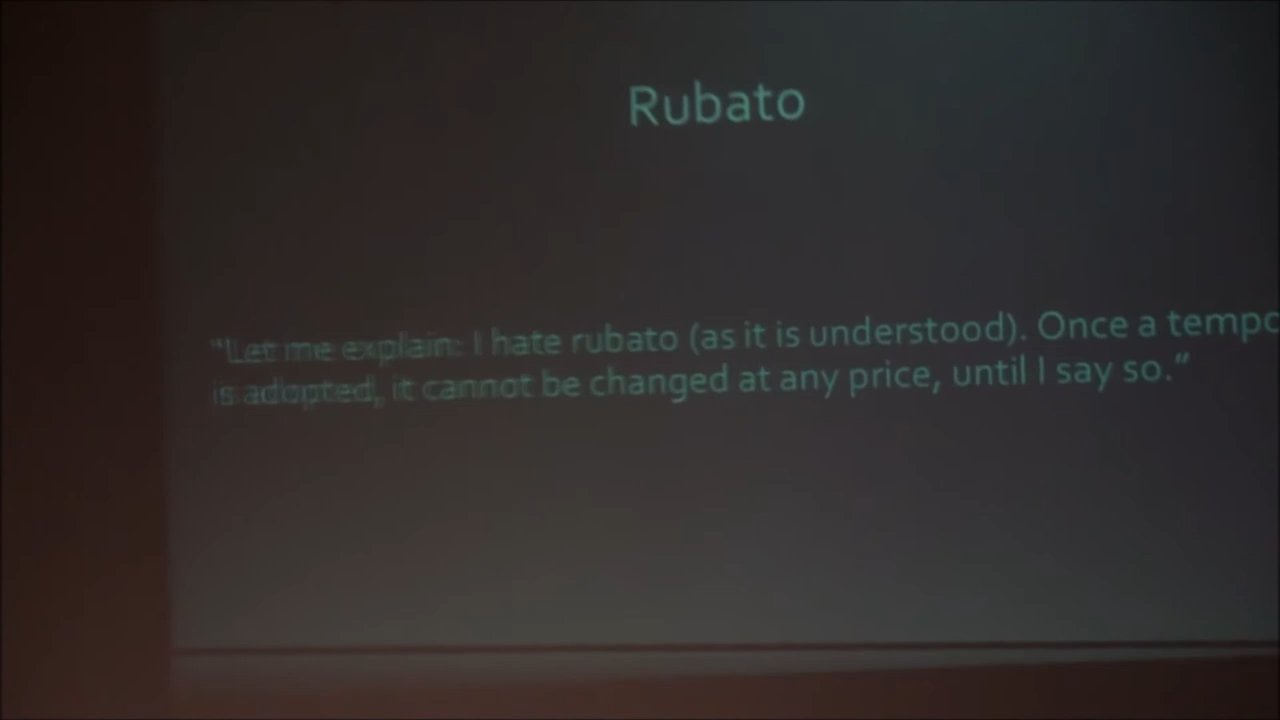 Rubato
"Let me explain: I hate rubato (as it is understood). Once a tempo
is adopted, it cannot be changed at any price, until I say so."